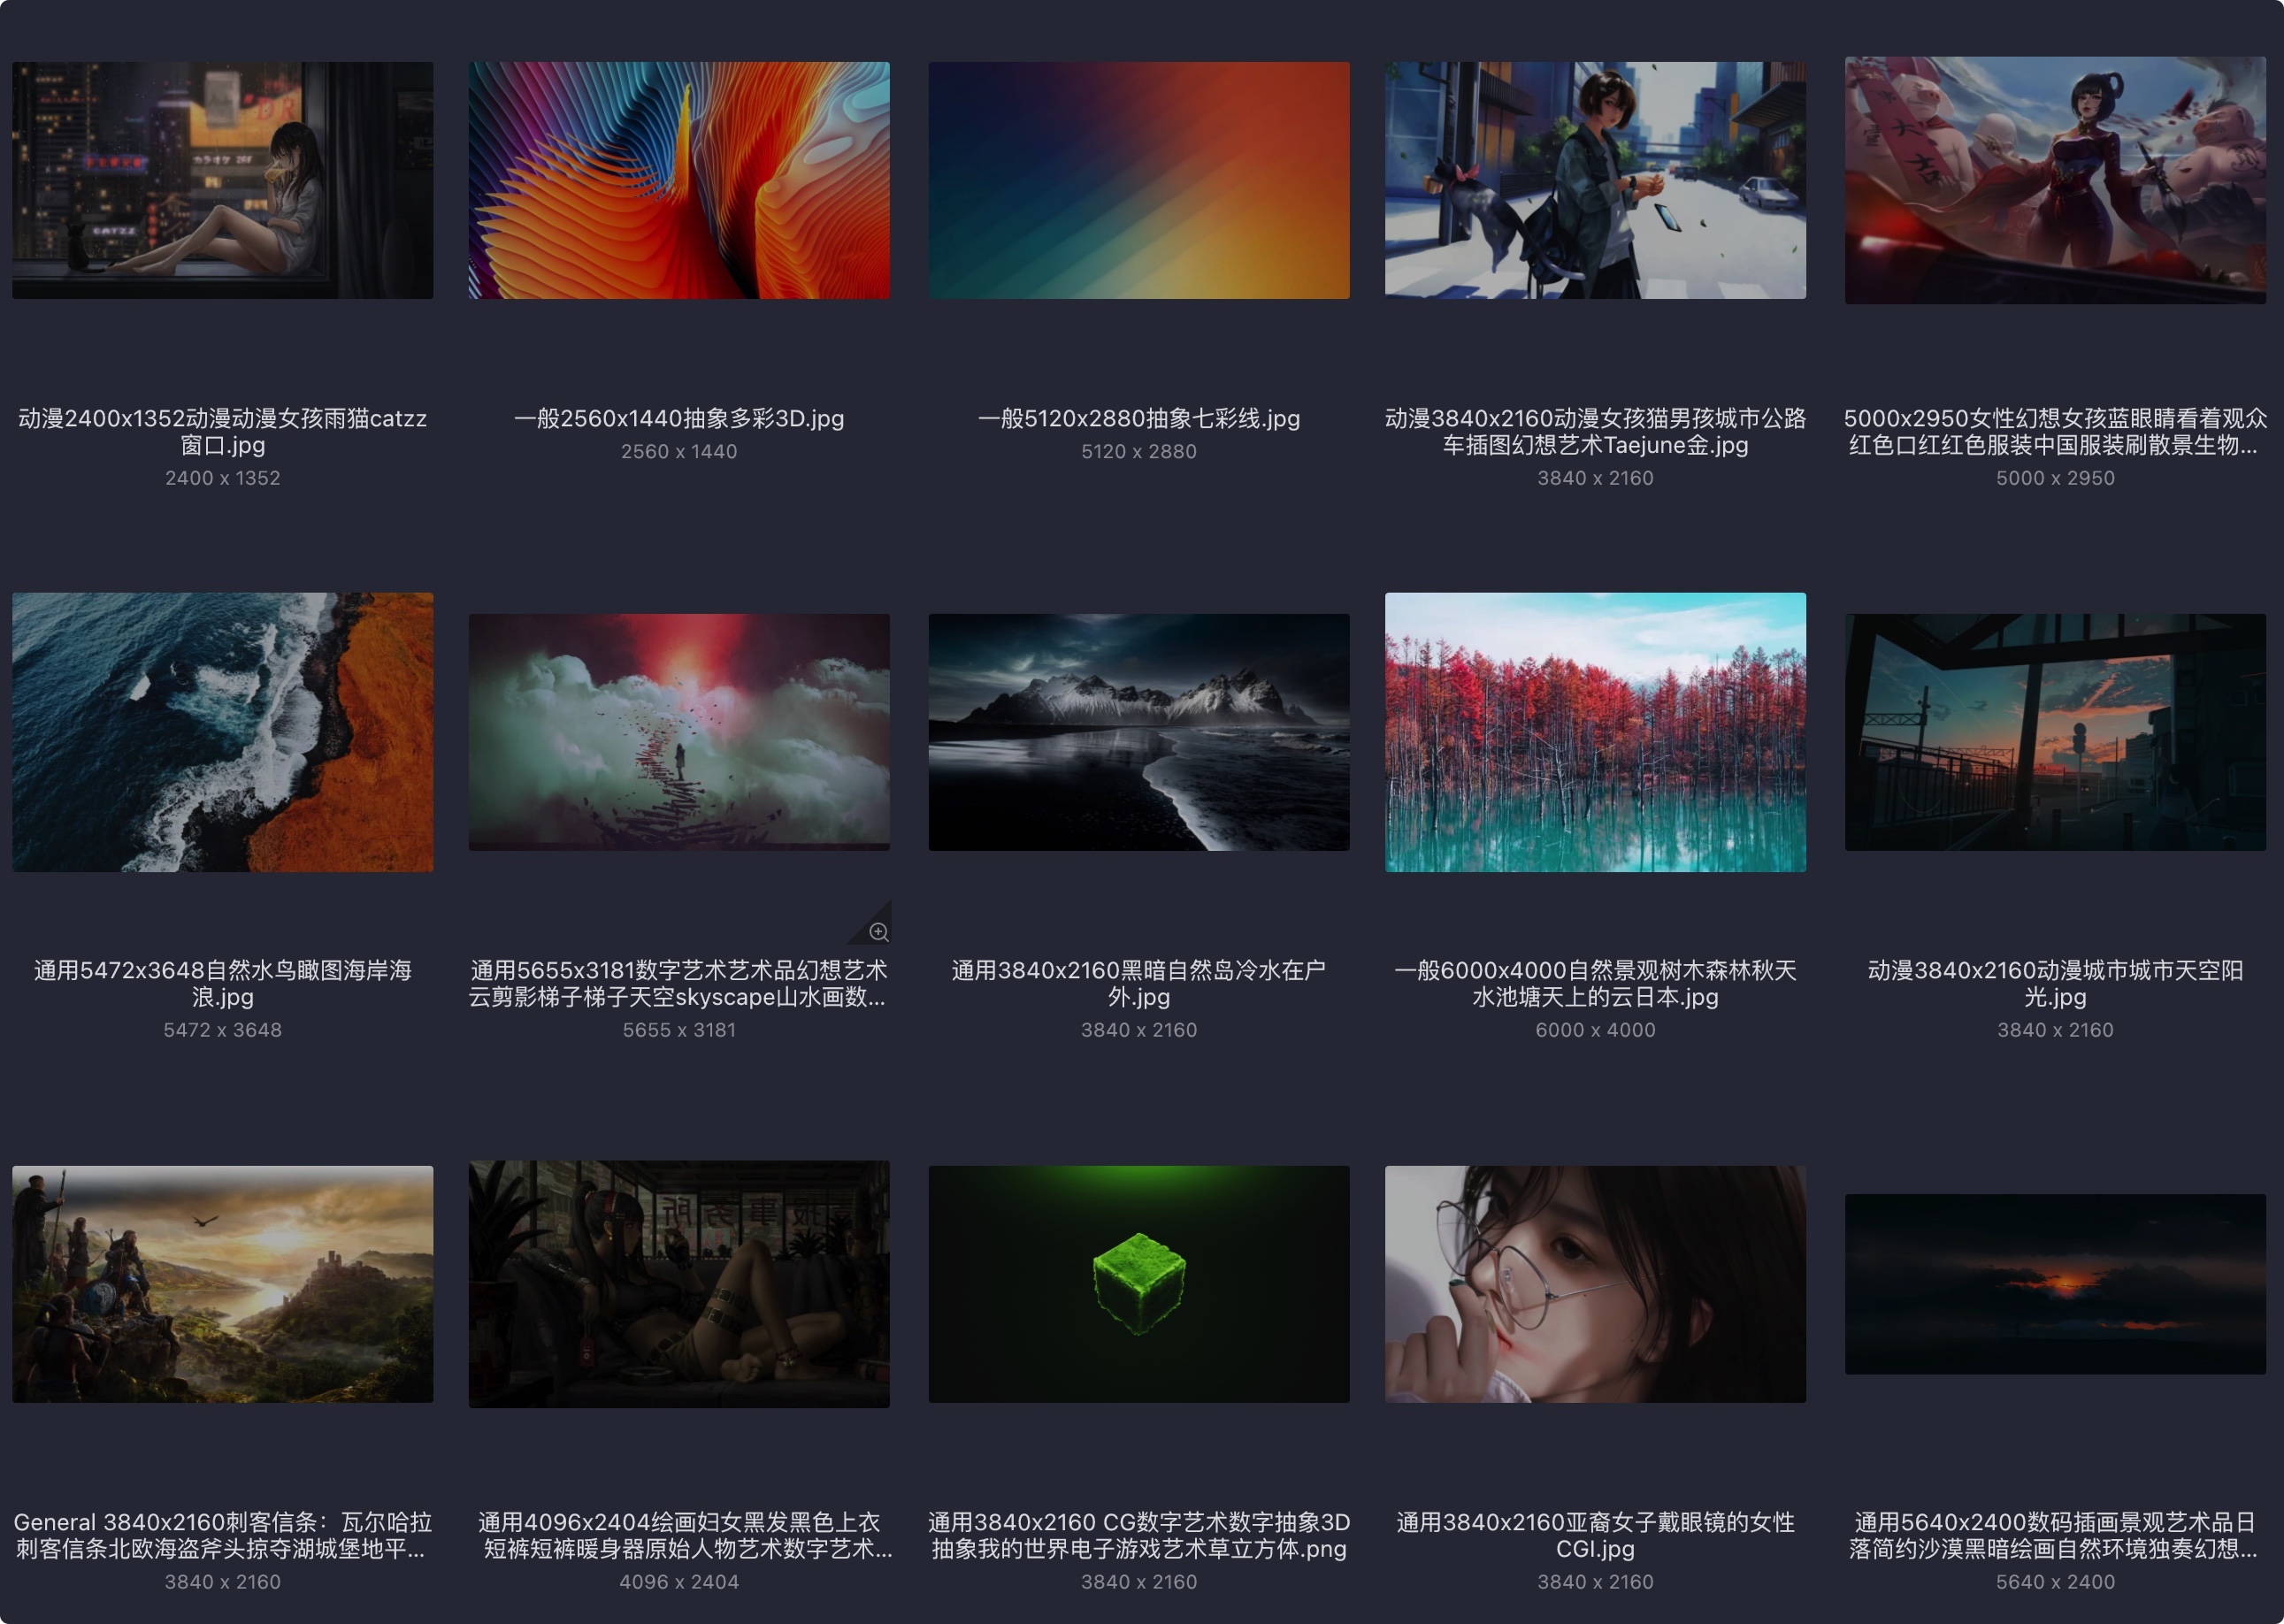 DR
カラオケ
CATZZ
大
吉
动漫2400x1352动漫动漫女孩雨猫catzz
窗口.jpg
2400 x 1352
一般2560x1440抽象多彩3D.jpg
2560 x 1440
一般5120x2880抽象七彩线.jpg
5120 x 2880
动漫3840x2160动漫女孩猫男孩城市公路
车插图幻想艺术Taejune金.jpg
3840 x 2160
5000x2950女性幻想女孩蓝眼睛看着观众
红色口红红色服装中国服装刷散景生物...
5000 x 2950
通用5472x3648自然水鸟瞰图海岸海
浪.jpg
5472 x 3648
通用5655x3181数字艺术艺术品幻想艺术
云剪影梯子梯子天空skyscape山水画数...
5655 x 3181
通用3840x2160黑暗自然岛冷水在户
外.jpg
3840 x 2160
一般6000x4000自然景观树木森林秋天
水池塘天上的云日本.jpg
6000 x 4000
动漫3840x2160动漫城市城市天空阳
光.jpg
3840 x 2160
所務事
General 3840x2160刺客信条：瓦尔哈拉
刺客信条北欧海盗斧头掠夺湖城堡地平...
3840 x 2160
通用4096x2404绘画妇女黑发黑色上衣
短裤短裤暖身器原始人物艺术数字艺术...
4096 x 2404
通用3840x2160 CG数字艺术数字抽象3D
抽象我的世界电子游戏艺术草立方体.png
3840 x 2160
通用3840x2160亚裔女子戴眼镜的女性
CGI.jpg
3840 x 2160
通用5640x2400数码插画景观艺术品日
落简约沙漠黑暗绘画自然环境独奏幻想...
5640 x 2400